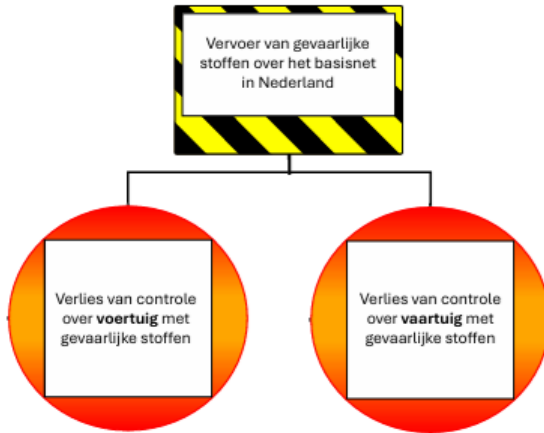 Vervoer van gevaarlijke
stoffen over het basisnet
in Nederland
Verlies van controle
over voertuig met
gevaarlijke stoffen
Verlies van controle
over vaartuig met
gevaarlijke stoffen